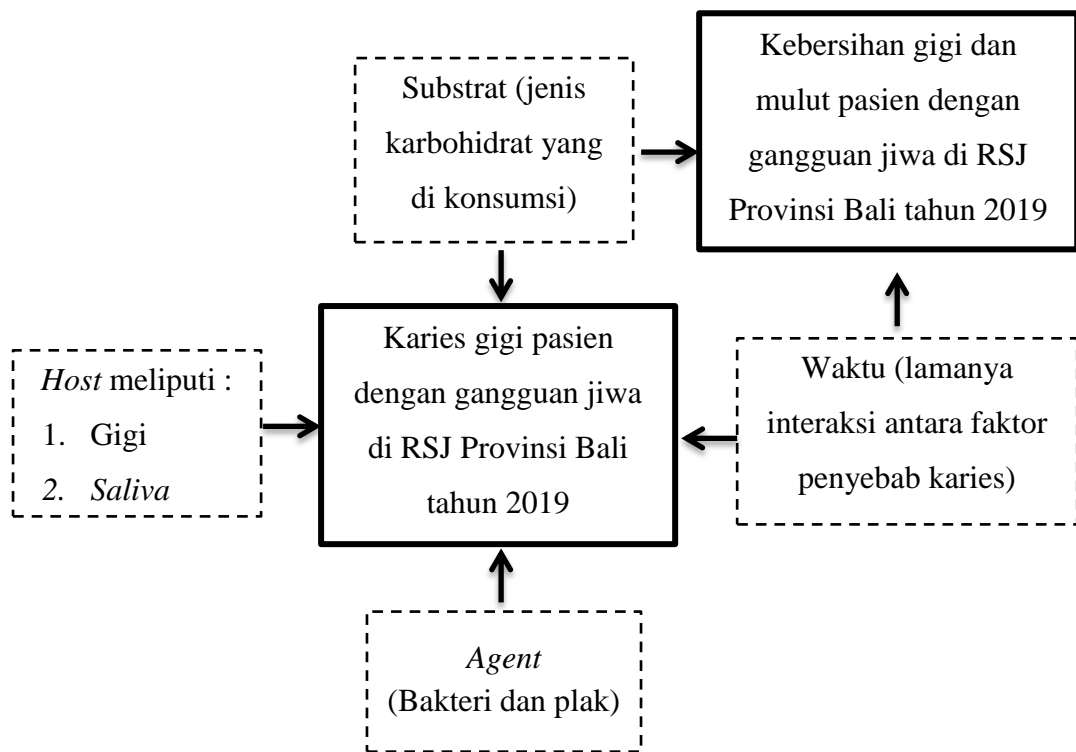 Substrat (jenis
karbohidrat yang
di konsumsi)
Kebersihan gigi dan
mulut pasien dengan
gangguan jiwa di RSJ
Provinsi Bali tahun 2019
Host meliputi :
1. Gigi
2. Saliva
Karies gigi pasien
dengan gangguan jiwa
di RSJ Provinsi Bali
tahun 2019
Waktu (lamanya
interaksi antara faktor
penyebab karies)
Agent
(Bakteri dan plak)